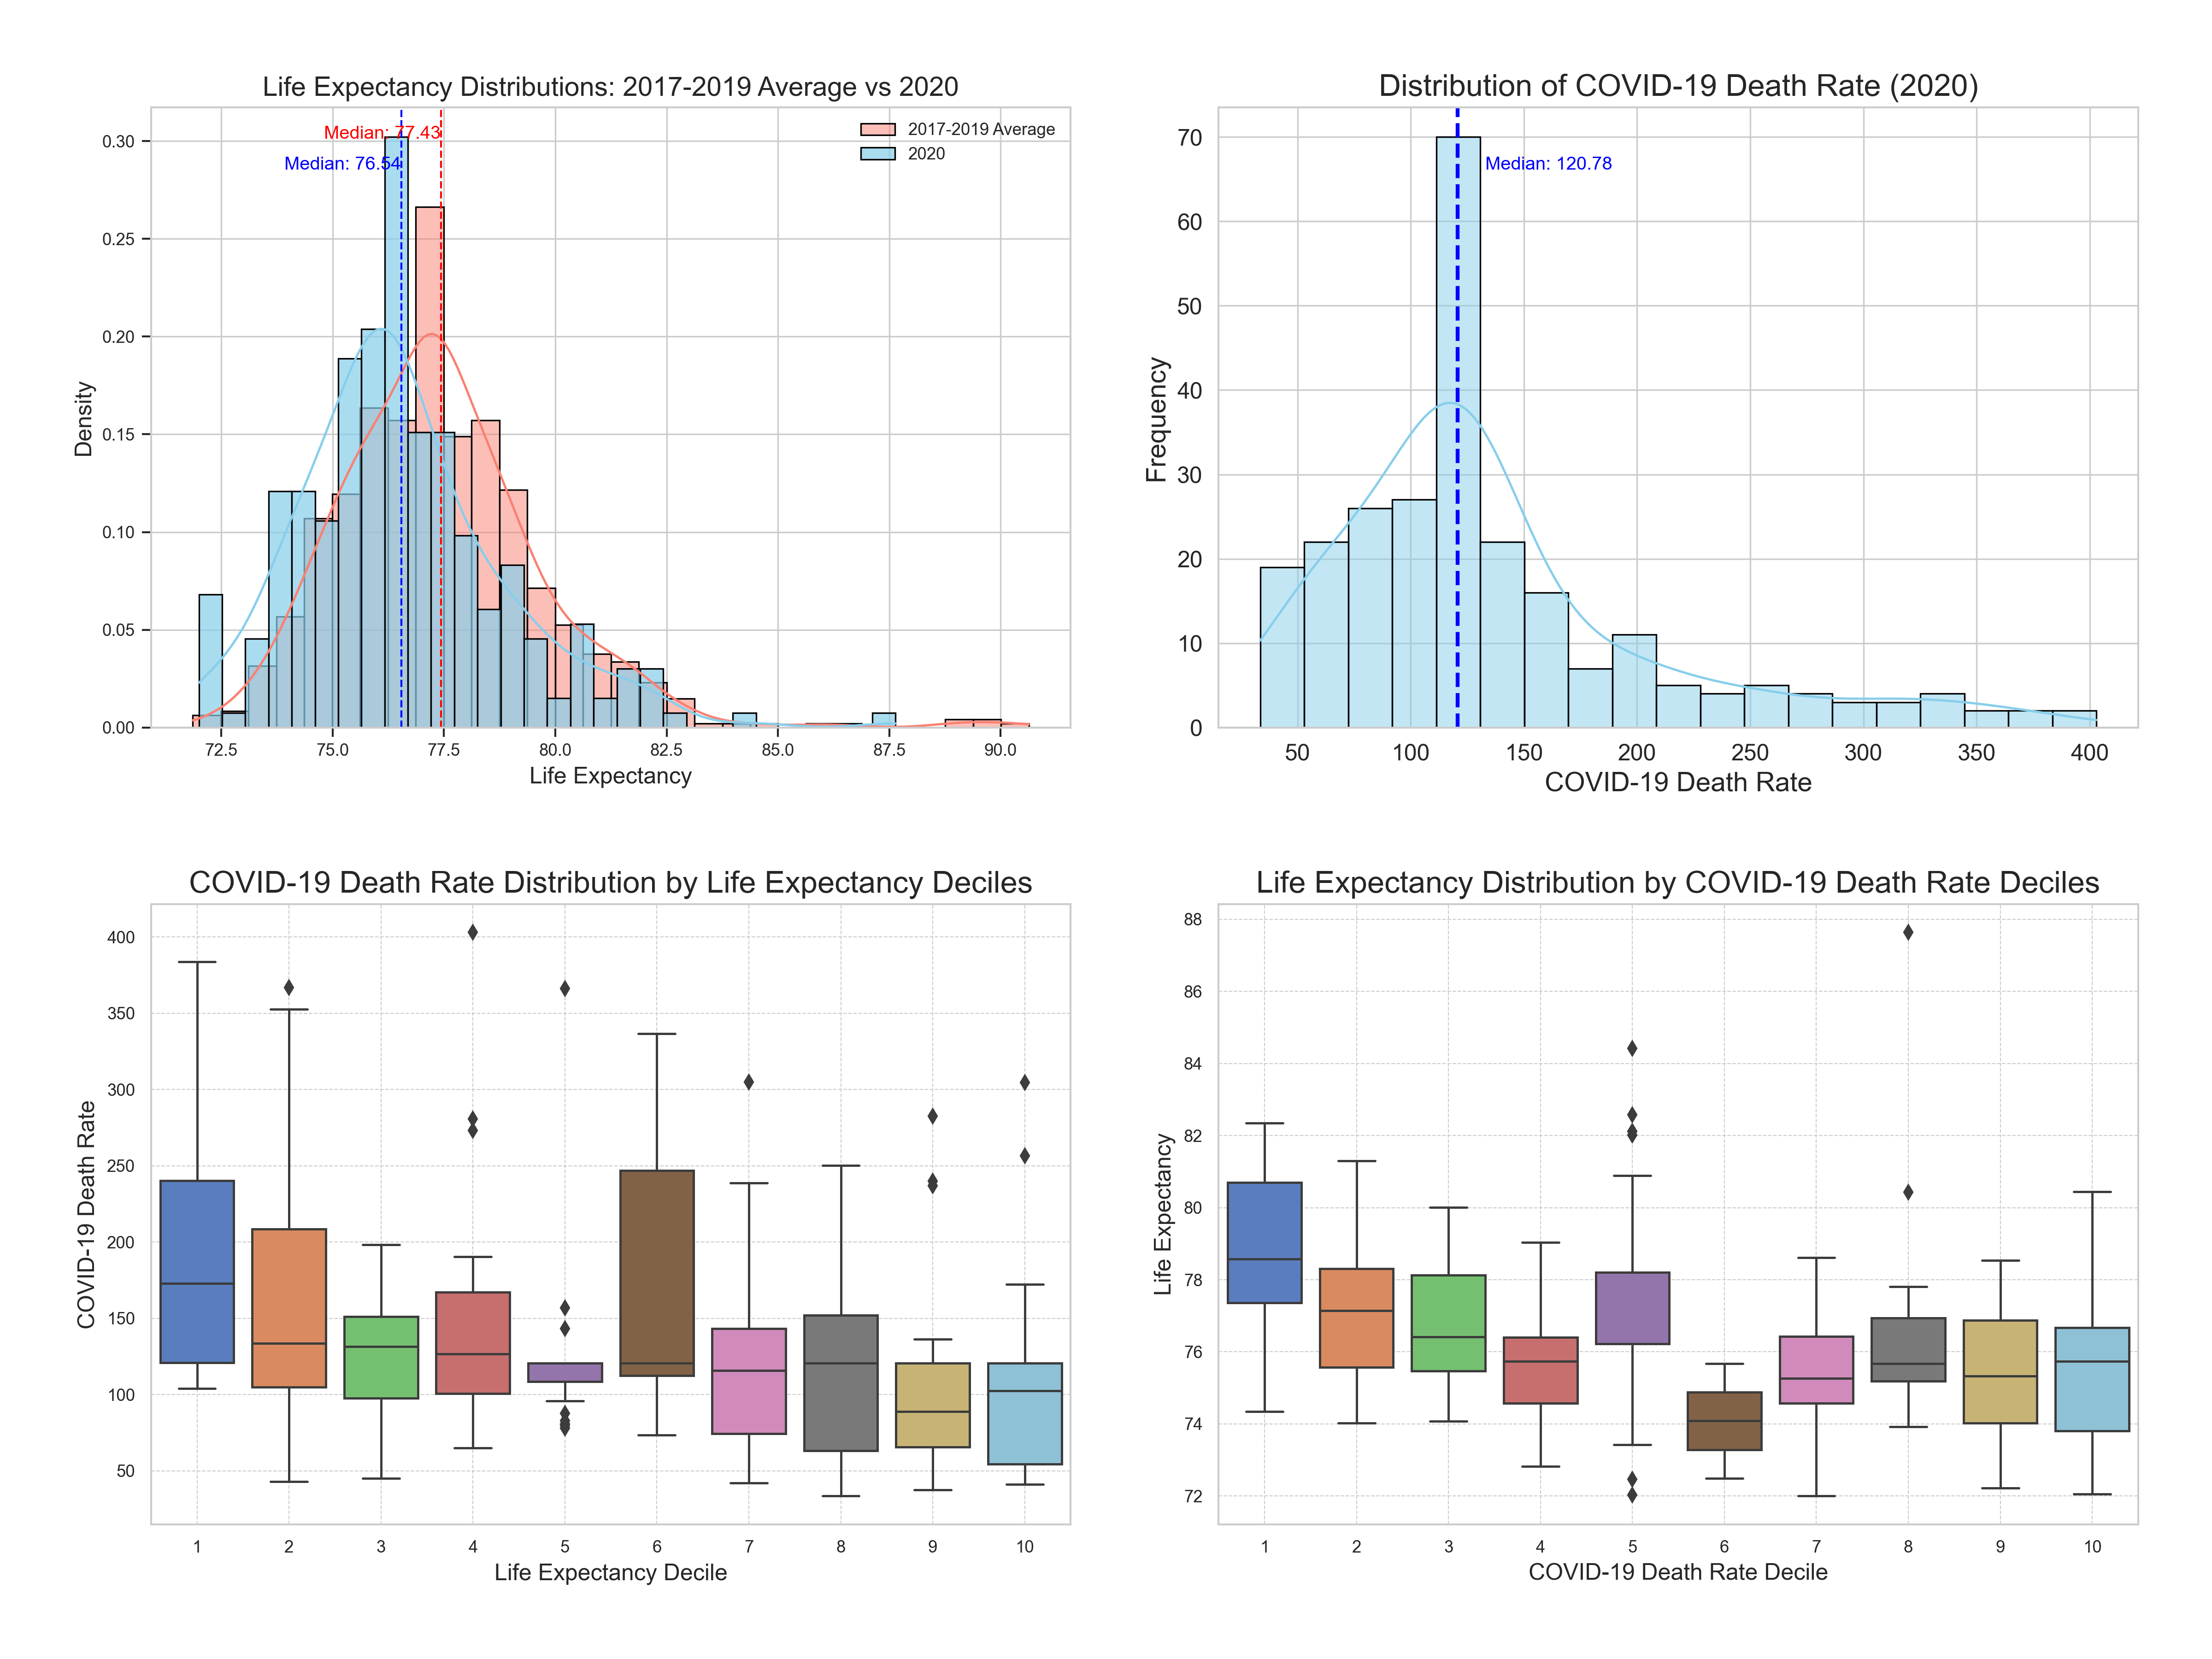 Life Expectancy Distributions: 2017-2019 Average vs 2020
Median: 77.43
Median: 76.54
2017-2019 Average
2020
0.30
0.25
0.20
0.15
0.10
0.05
0.00
Density
72.5 75.0 77.5 80.0 82.5 85.0 87.5 90.0
Life Expectancy
Distribution of COVID-19 Death Rate (2020)
Median: 120.78
70
60
50
40
30
20
10
0
Frequency
50 100 150 200 250 300 350 400
COVID-19 Death Rate
COVID-19 Death Rate Distribution by Life Expectancy Deciles
400
350
300
250
200
150
100
50
COVID-19 Death Rate
1 2 3 4 5 6 7 8 9 10
Life Expectancy Decile
Life Expectancy Distribution by COVID-19 Death Rate Deciles
88
86
84
82
80
78
76
74
72
Life Expectancy
1 2 3 4 5 6 7 8 9 10
COVID-19 Death Rate Decile